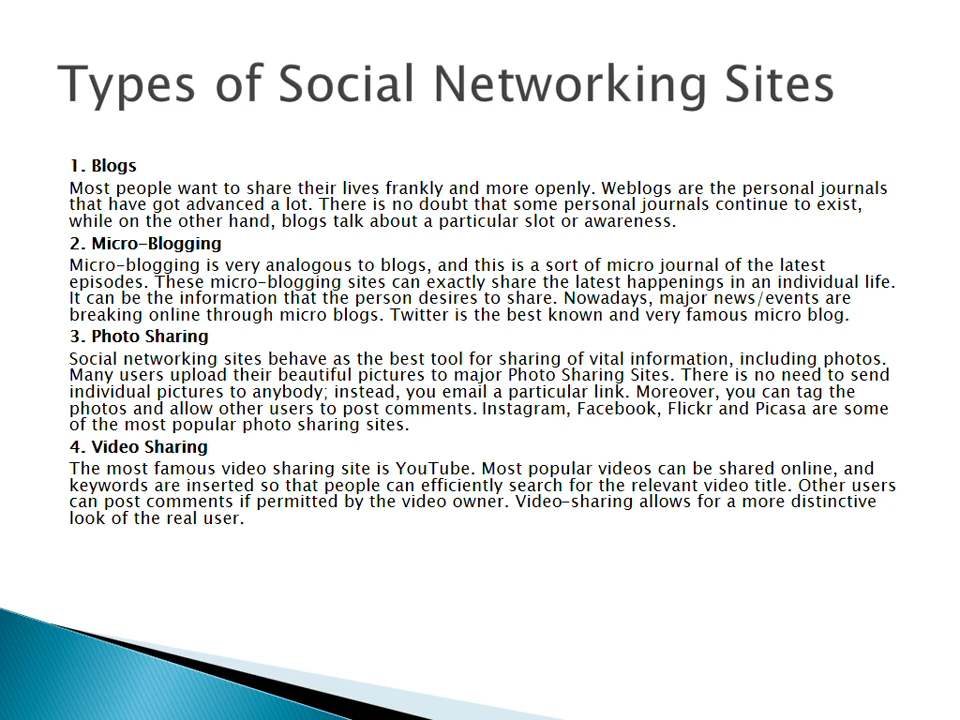 Types of Social Networking Sites
1. Blogs
Most people want to share their lives frankly and more openly. Weblogs are the personal journals
that have got advanced a lot. There is no doubt that some personal journals continue to exist,
while on the other hand, blogs talk about a particular slot or awareness.
2. Micro-Blogging
Micro-blogging is very analogous to blogs, and this is a sort of micro journal of the latest
episodes. These micro-blogging sites can exactly share the latest happenings in an individual life.
It can be the information that the person desires to share. Nowadays, major news/events are
breaking online through micro blogs. Twitter is the best known and very famous micro blog.
3. Photo Sharing
Social networking sites behave as the best tool for sharing of vital information, including photos.
Many users upload their beautiful pictures to major Photo Sharing Sites. There is no need to send
individual pictures to anybody; instead, you email a particular link. Moreover, you can tag the
photos and allow other users to post comments. Instagram, Facebook, Flickr and Picasa are some
of the most popular photo sharing sites.
4. Video Sharing
The most famous video sharing site is YouTube. Most popular videos can be shared online, and
keywords are inserted so that people can efficiently search for the relevant video title. Other users
can post comments if permitted by the video owner. Video-sharing allows for a more distinctive
look of the real user.